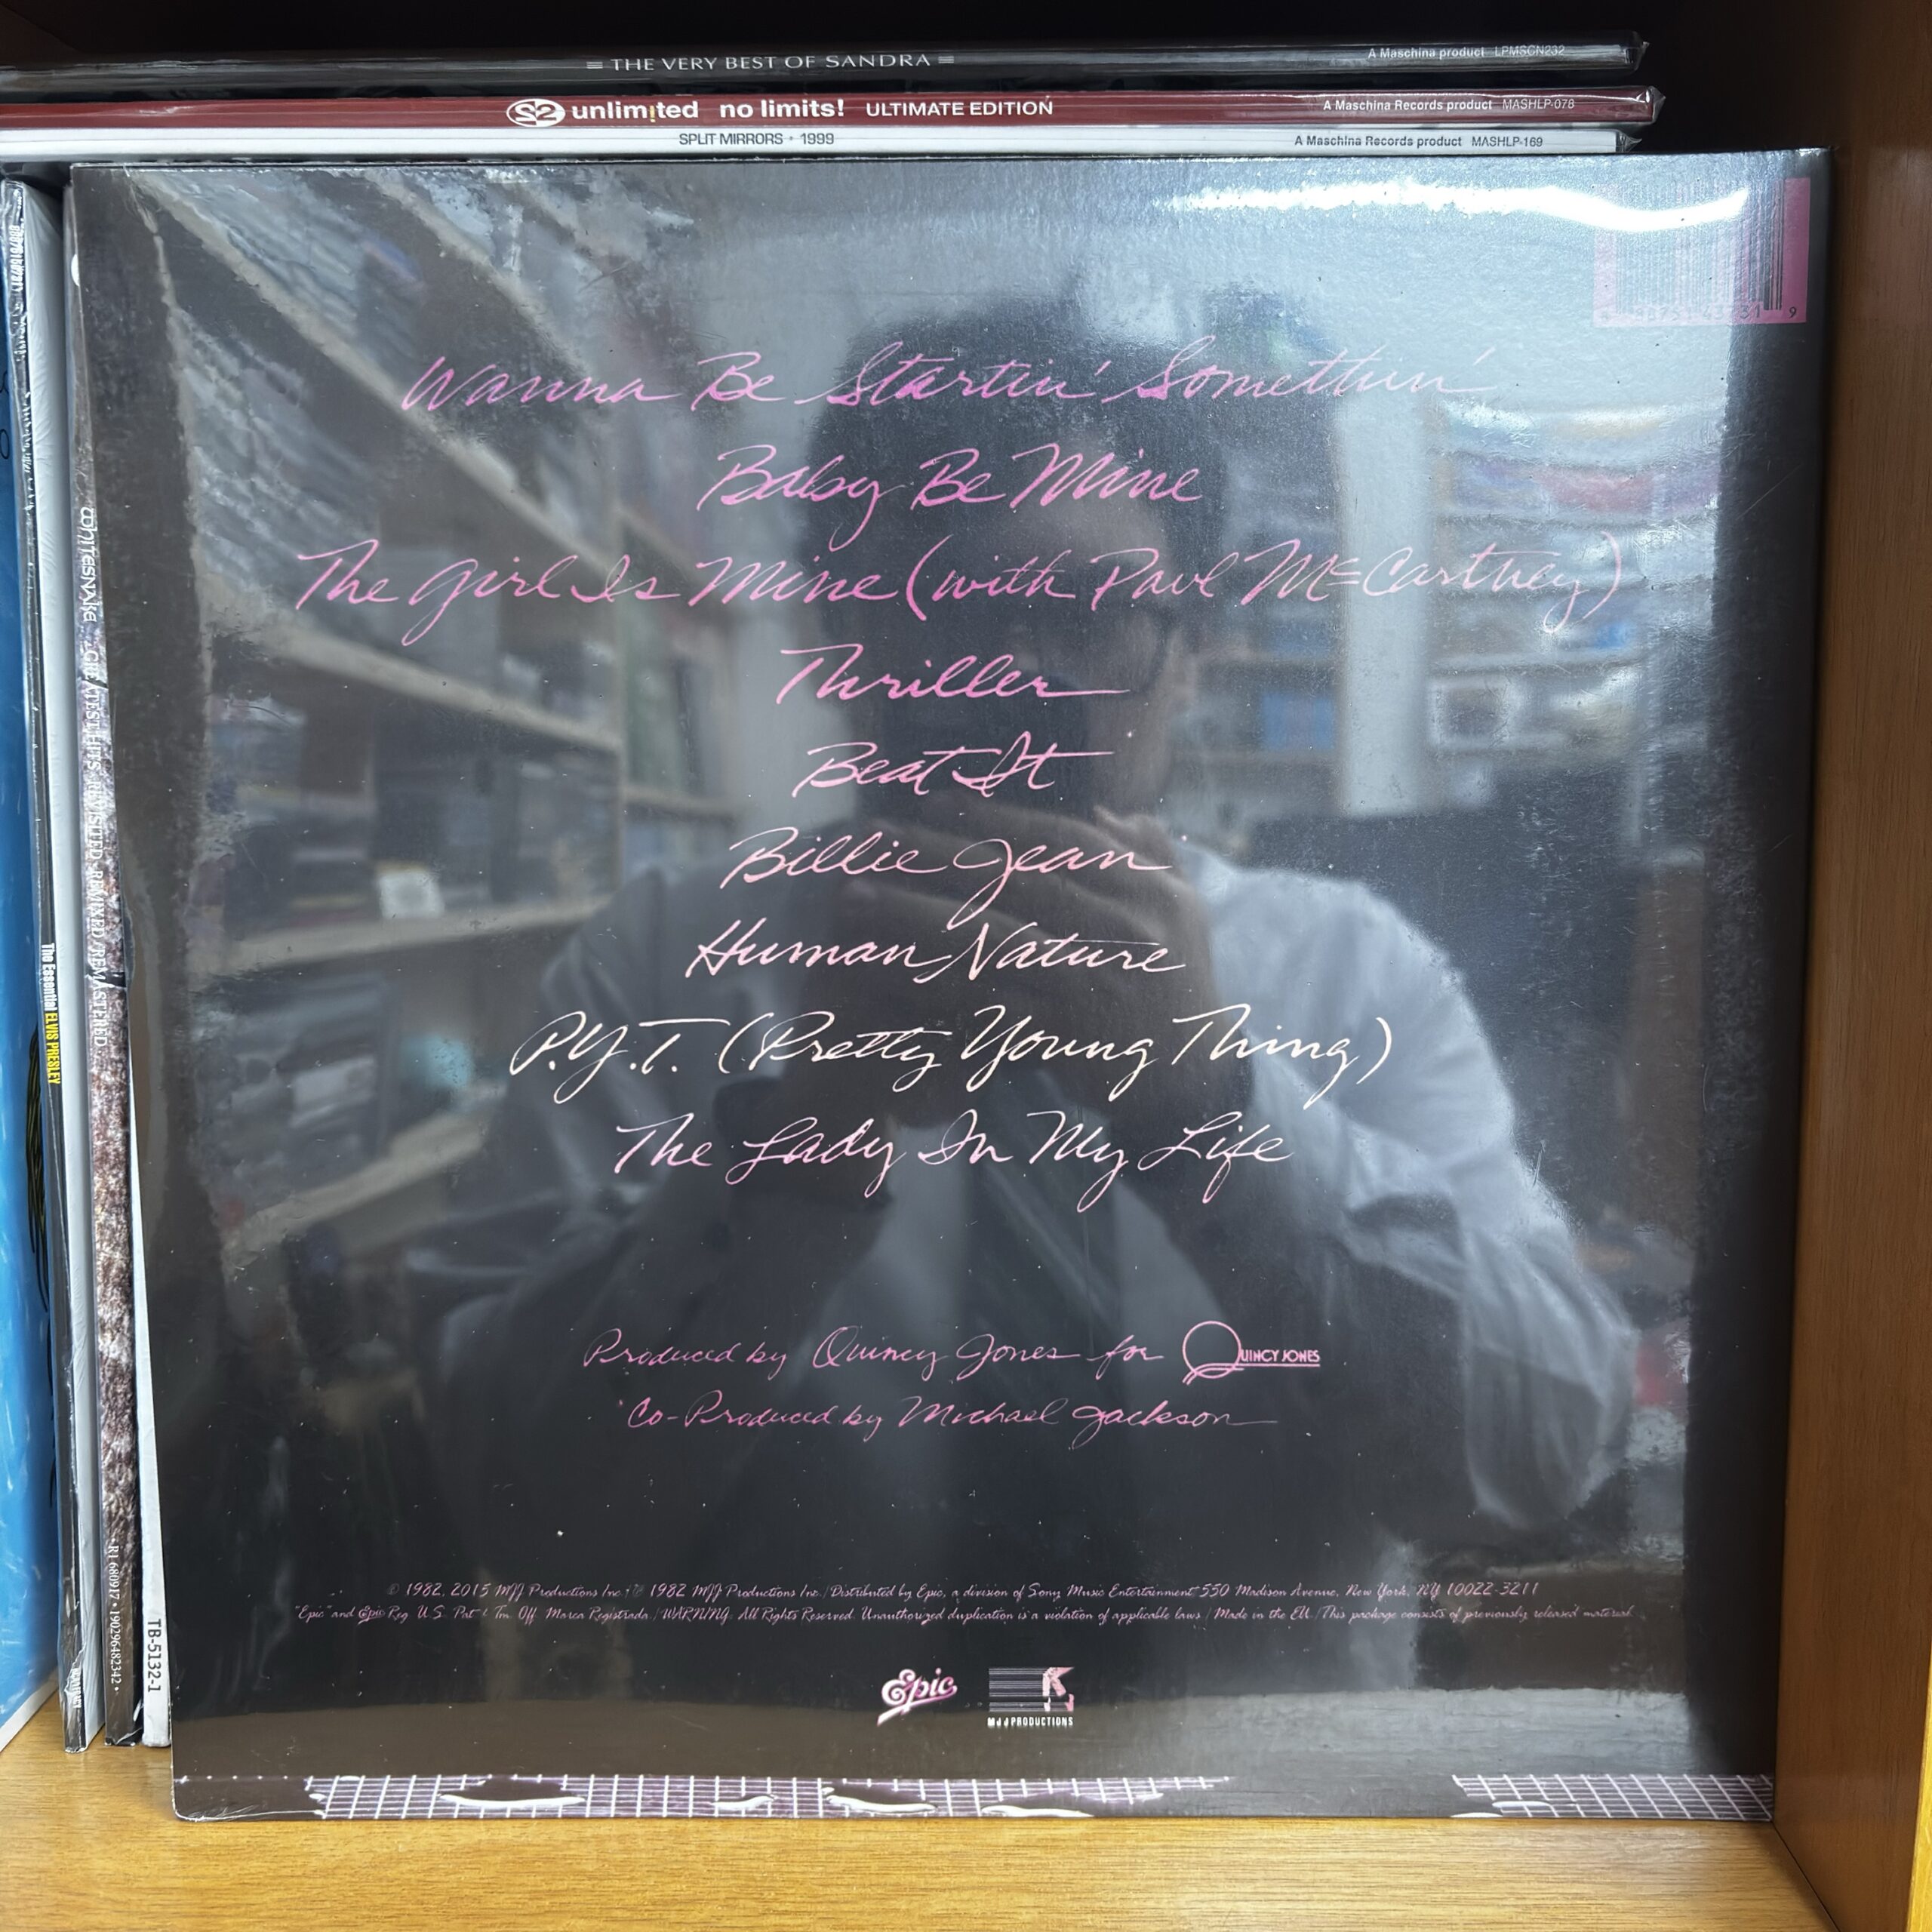 THE VERY BEST OF SANDRA A Maschina product LPMSCN232
S2 unlim!ted no limits! ULTIMATE EDITION A Maschina Records product MASHLP-078
SPLIT MIRRORS • 1999 A Maschina Records product MASHLP-169
The Essential ELVIS PRESLEY
WHITESNAKE GREATEST HITS REVISITED REMIXED REMASTERED
R1 680917 • 190296482342 •
TB-5132-1
Wanna Be Startin' Somethin'
Baby Be Mine
The Girl Is Mine (with Paul McCartney)
Thriller
Beat It
Billie Jean
Human Nature
P.Y.T. (Pretty Young Thing)
The Lady In My Life
Produced by Quincy Jones for QUINCY JONES
Co-Produced by Michael Jackson
© 1982, 2015 MJJ Productions Inc. / ℗ 1982 MJJ Productions Inc. / Distributed by Epic, a division of Sony Music Entertainment 550 Madison Avenue, New York, NY 10022-3211
"Epic" and Epic Reg. U.S. Pat. & Tm. Off. Marca Registrada. / WARNING: All Rights Reserved. Unauthorized duplication is a violation of applicable laws. / Made in the EU. / This package consists of previously released material.
Epic
MJJ PRODUCTIONS